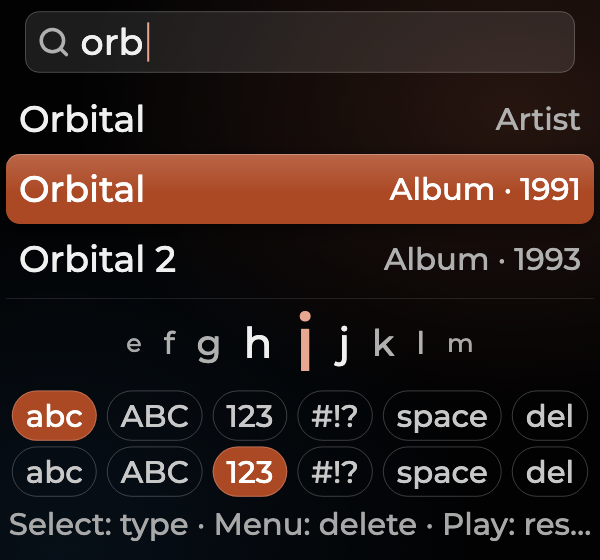 orb
Orbital Artist
Orbital Album · 1991
Orbital 2 Album · 1993
e f g h i j k l m
abc ABC 123 #!? space del
abc ABC 123 #!? space del
Select: type · Menu: delete · Play: res...